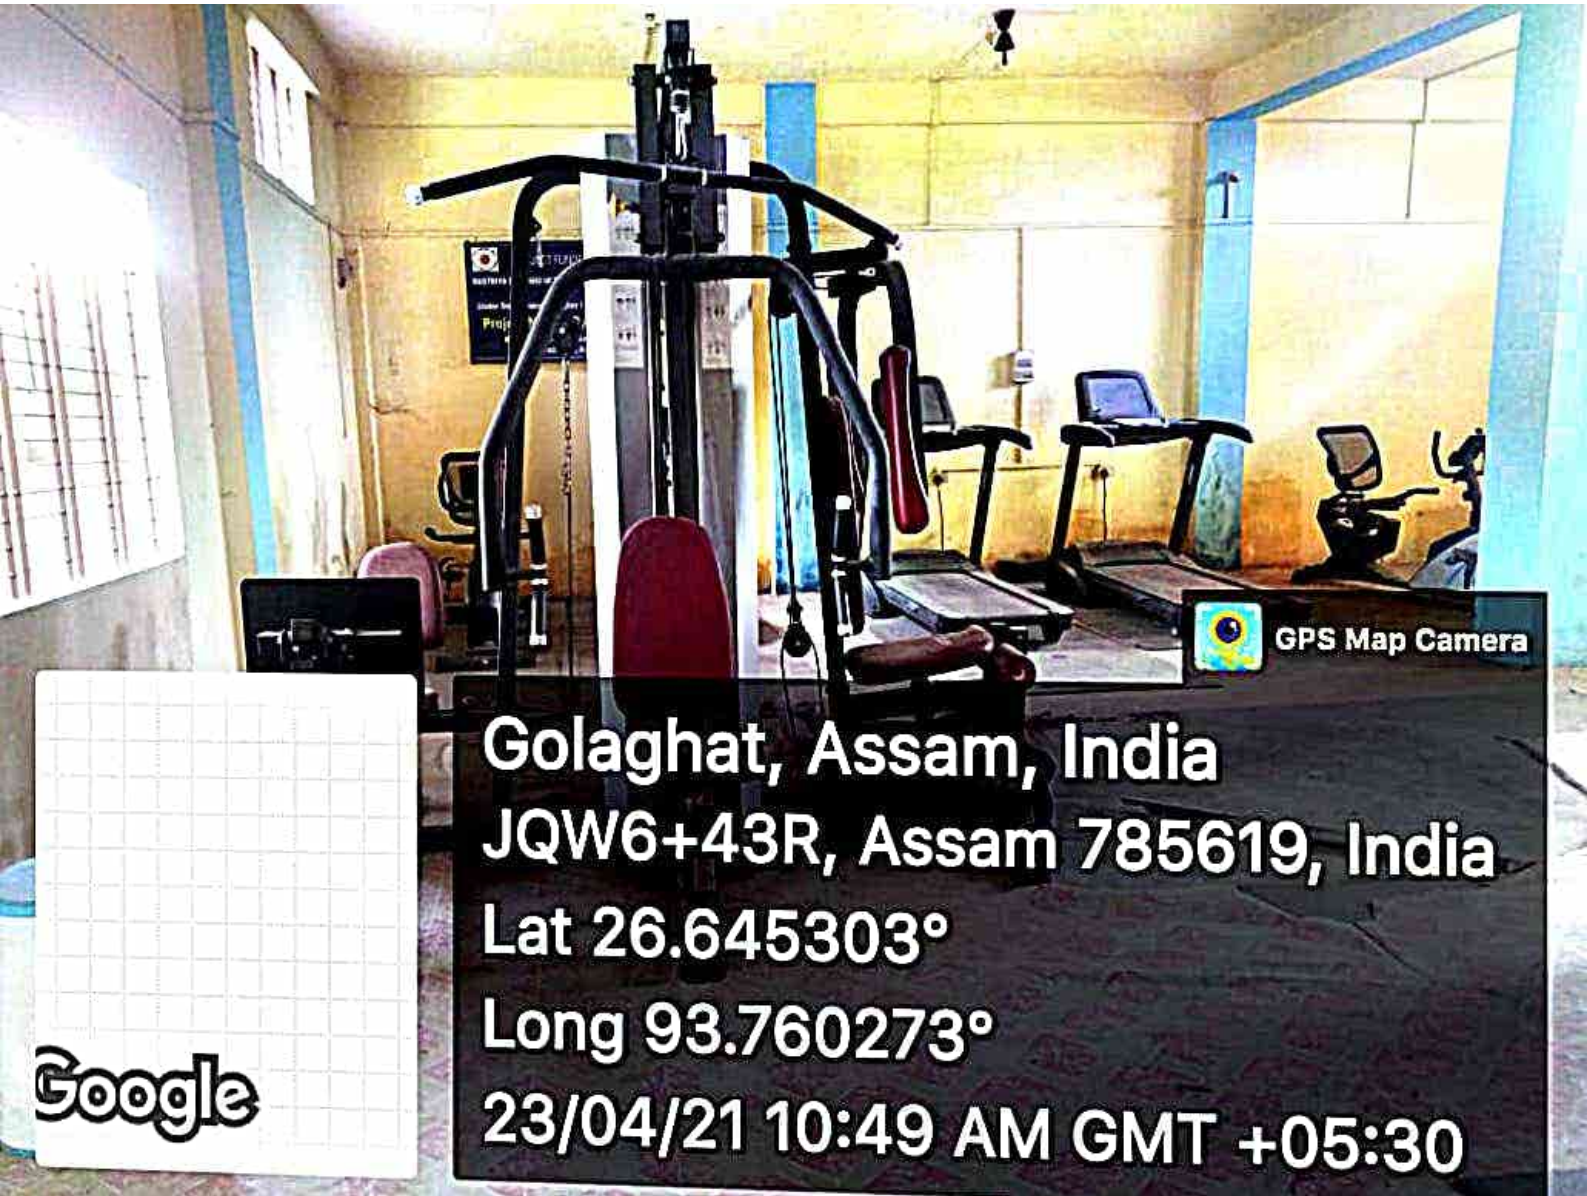 Proj
GPS Map Camera
Golaghat, Assam, India
JQW6+43R, Assam 785619, India
Lat 26.645303°
Long 93.760273°
23/04/21 10:49 AM GMT +05:30
Google